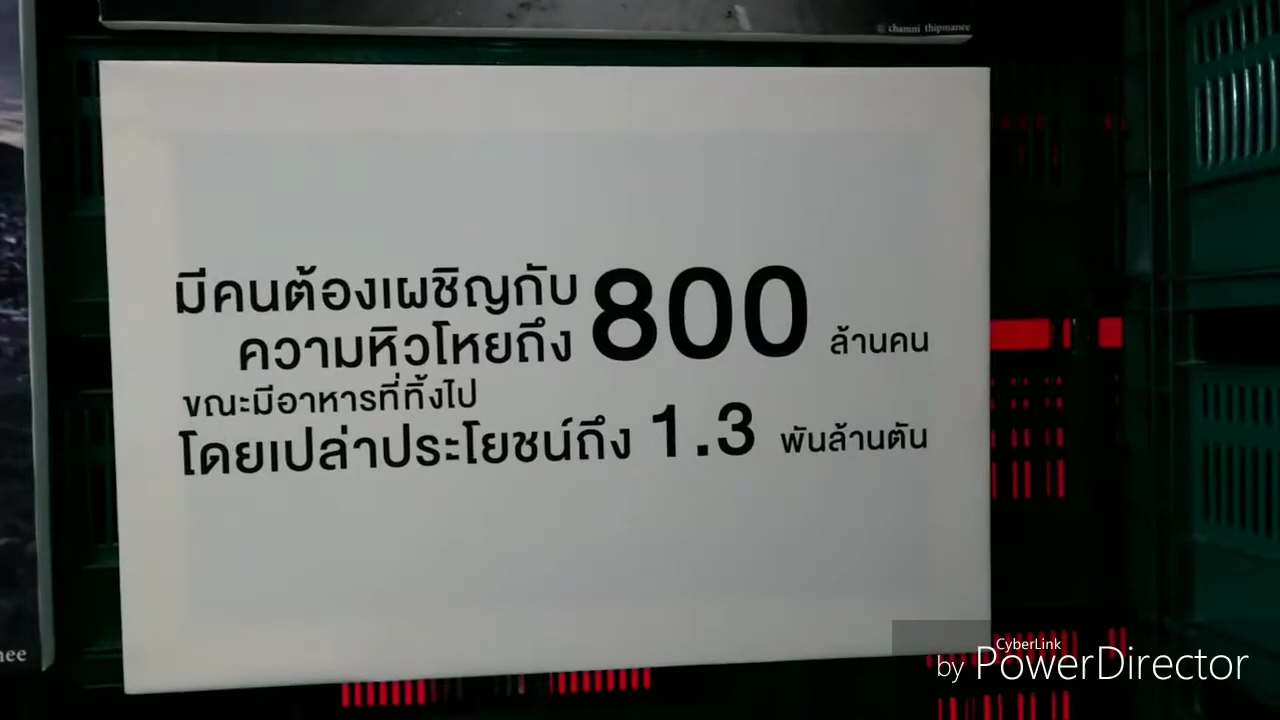 © chamni thipmanee
มีคนต้องเผชิญกับ
ความหิวโหยถึง 800 ล้านคน
ขณะมีอาหารที่ทิ้งไป
โดยเปล่าประโยชน์ถึง 1.3 พันล้านตัน
nee
CyberLink
by PowerDirector